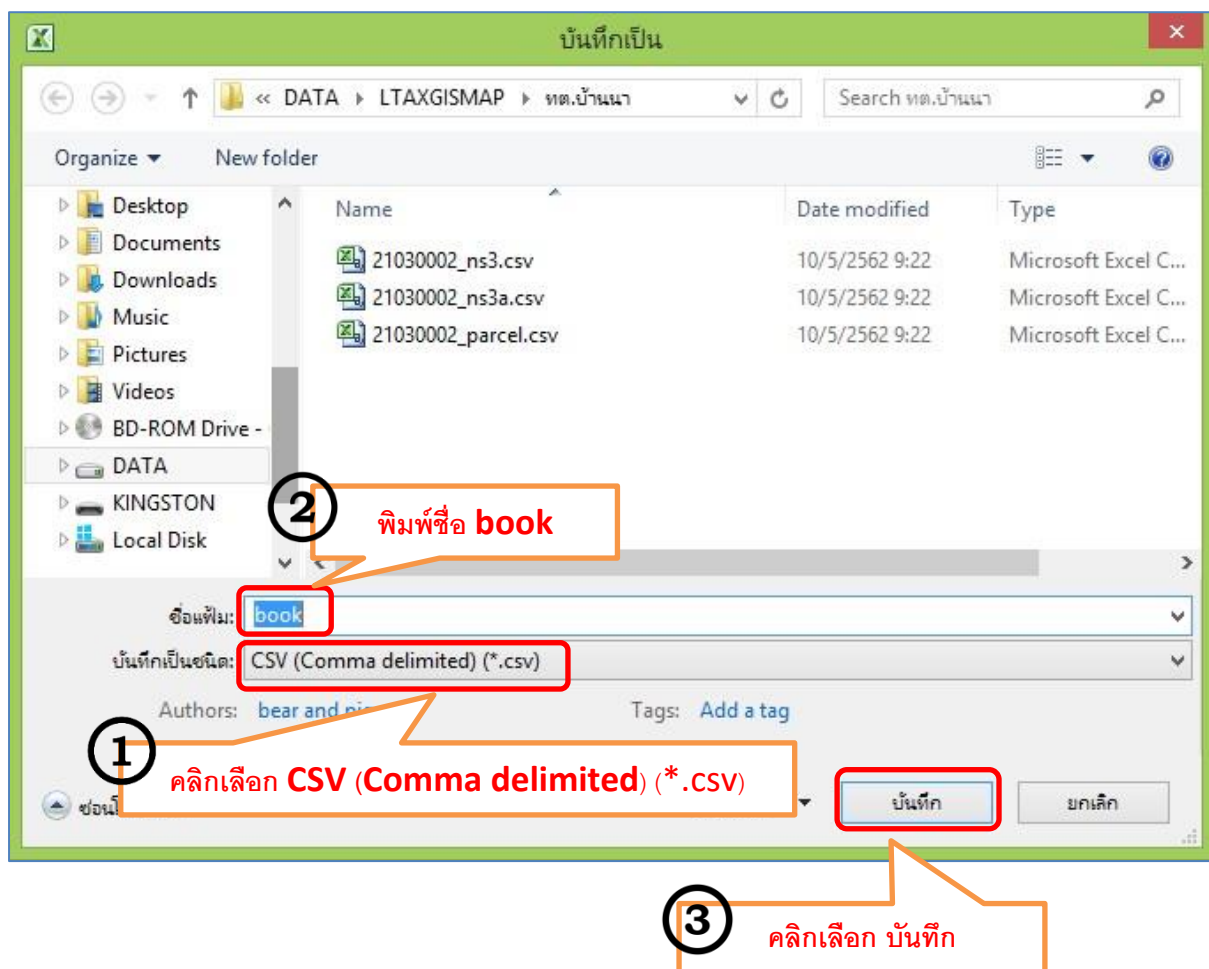 บันทึกเป็น
« DATA ▸ LTAXGISMAP ▸ ทต.บ้านนา
Search ทต.บ้านนา
Organize ▾ New folder
Name Date modified Type
Desktop
Documents
Downloads
Music
Pictures
Videos
BD-ROM Drive -
DATA
KINGSTON
Local Disk
21030002_ns3.csv 10/5/2562 9:22 Microsoft Excel C...
21030002_ns3a.csv 10/5/2562 9:22 Microsoft Excel C...
21030002_parcel.csv 10/5/2562 9:22 Microsoft Excel C...
2 พิมพ์ชื่อ book
ชื่อแฟ้ม: book
บันทึกเป็นชนิด: CSV (Comma delimited) (*.csv)
Authors: bear and Tags: Add a tag
1 คลิกเลือก CSV (Comma delimited) (*.csv)
บันทึก ยกเลิก
3 คลิกเลือก บันทึก